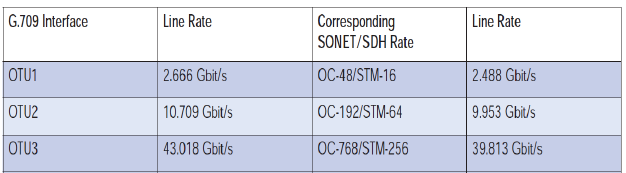 G.709 Interface Line Rate Corresponding Line Rate
SONET/SDH Rate
OTU1 2.666 Gbit/s OC-48/STM-16 2.488 Gbit/s
OTU2 10.709 Gbit/s OC-192/STM-64 9.953 Gbit/s
OTU3 43.018 Gbit/s OC-768/STM-256 39.813 Gbit/s